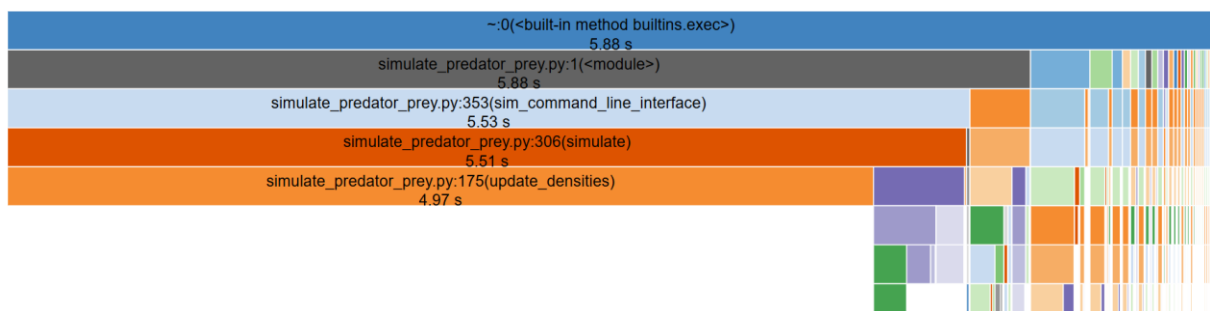 ~:0(<built-in method builtins.exec>)
5.88 s
simulate_predator_prey.py:1(<module>)
5.88 s
simulate_predator_prey.py:353(sim_command_line_interface)
5.53 s
simulate_predator_prey.py:306(simulate)
5.51 s
simulate_predator_prey.py:175(update_densities)
4.97 s